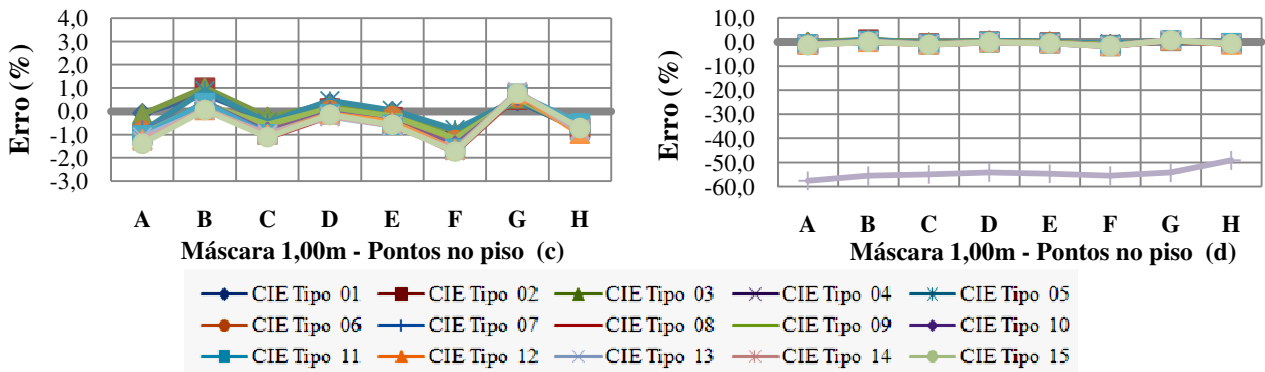 4,0
3,0
2,0
1,0
0,0
-1,0
-2,0
-3,0
Erro (%)
A B C D E F G H
Máscara 1,00m - Pontos no piso (c)
10,0
0,0
-10,0
-20,0
-30,0
-40,0
-50,0
-60,0
Erro (%)
A B C D E F G H
Máscara 1,00m - Pontos no piso (d)
CIE Tipo 01 CIE Tipo 02 CIE Tipo 03 CIE Tipo 04 CIE Tipo 05
CIE Tipo 06 CIE Tipo 07 CIE Tipo 08 CIE Tipo 09 CIE Tipo 10
CIE Tipo 11 CIE Tipo 12 CIE Tipo 13 CIE Tipo 14 CIE Tipo 15